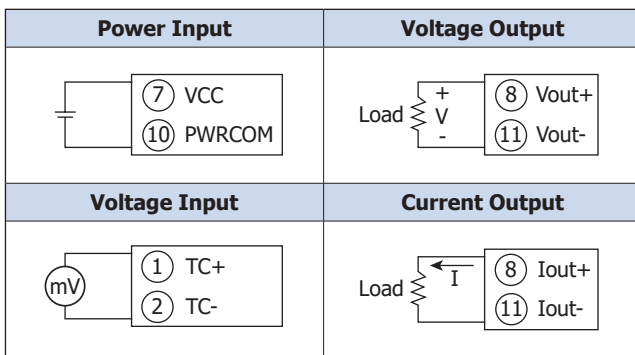 Power Input
Voltage Output
7 VCC
10 PWRCOM
Load
+
V
-
8 Vout+
11 Vout-
Voltage Input
Current Output
mV
1 TC+
2 TC-
Load
I
8 Iout+
11 Iout-